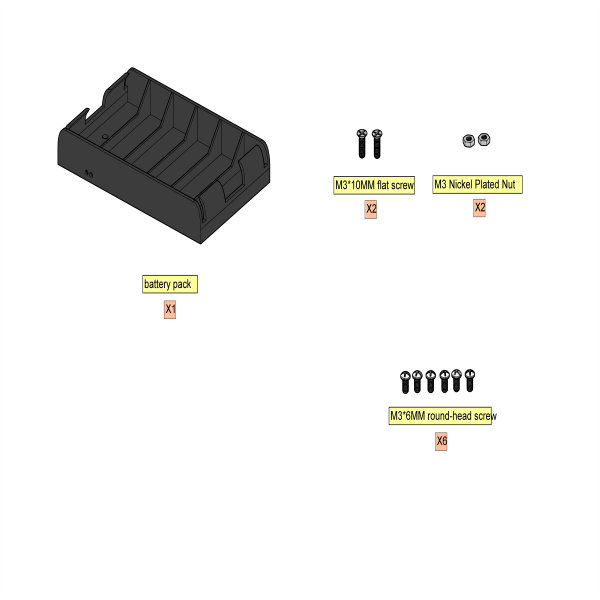 M3*10MM flat screw
X2
M3 Nickel Plated Nut
X2
battery pack
X1
M3*6MM round-head screw
X6